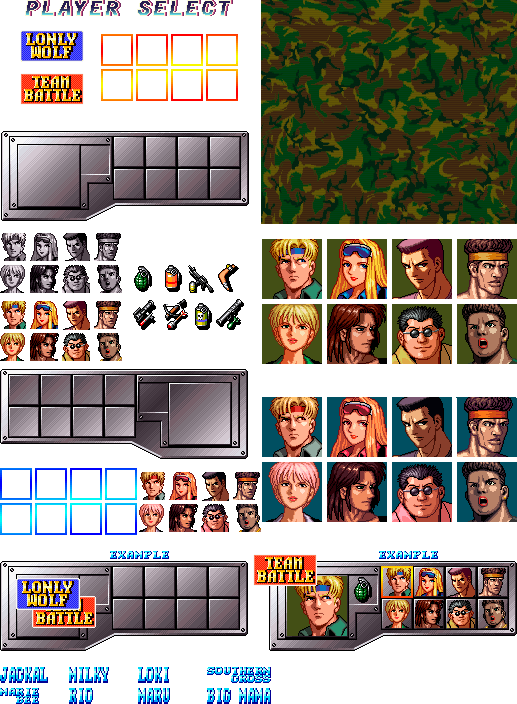 PLAYER SELECT
LONLY
WOLF
TEAM
BATTLE
EXAMPLE
EXAMPLE
LONLY
WOLF
BATTLE
TEAM
BATTLE
JACKAL MILKY LOKI SOUTHERN
CROSS
MARIE
BEE RIO MARU BIG MAMA